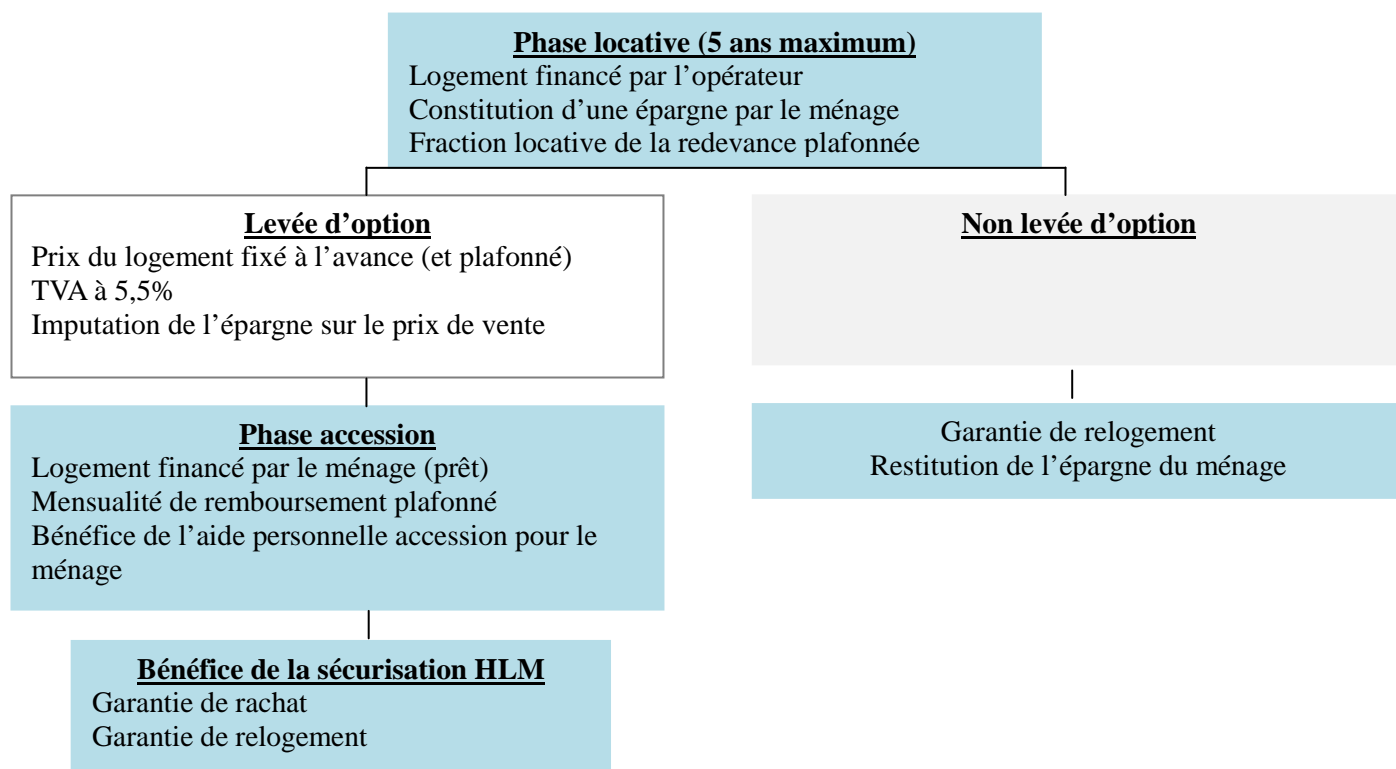 Phase locative (5 ans maximum)
Logement financé par l’opérateur
Constitution d’une épargne par le ménage
Fraction locative de la redevance plafonnée
Levée d’option
Prix du logement fixé à l’avance (et plafonné)
TVA à 5,5%
Imputation de l’épargne sur le prix de vente
Non levée d’option
Phase accession
Logement financé par le ménage (prêt)
Mensualité de remboursement plafonné
Bénéfice de l’aide personnelle accession pour le
ménage
Garantie de relogement
Restitution de l’épargne du ménage
Bénéfice de la sécurisation HLM
Garantie de rachat
Garantie de relogement